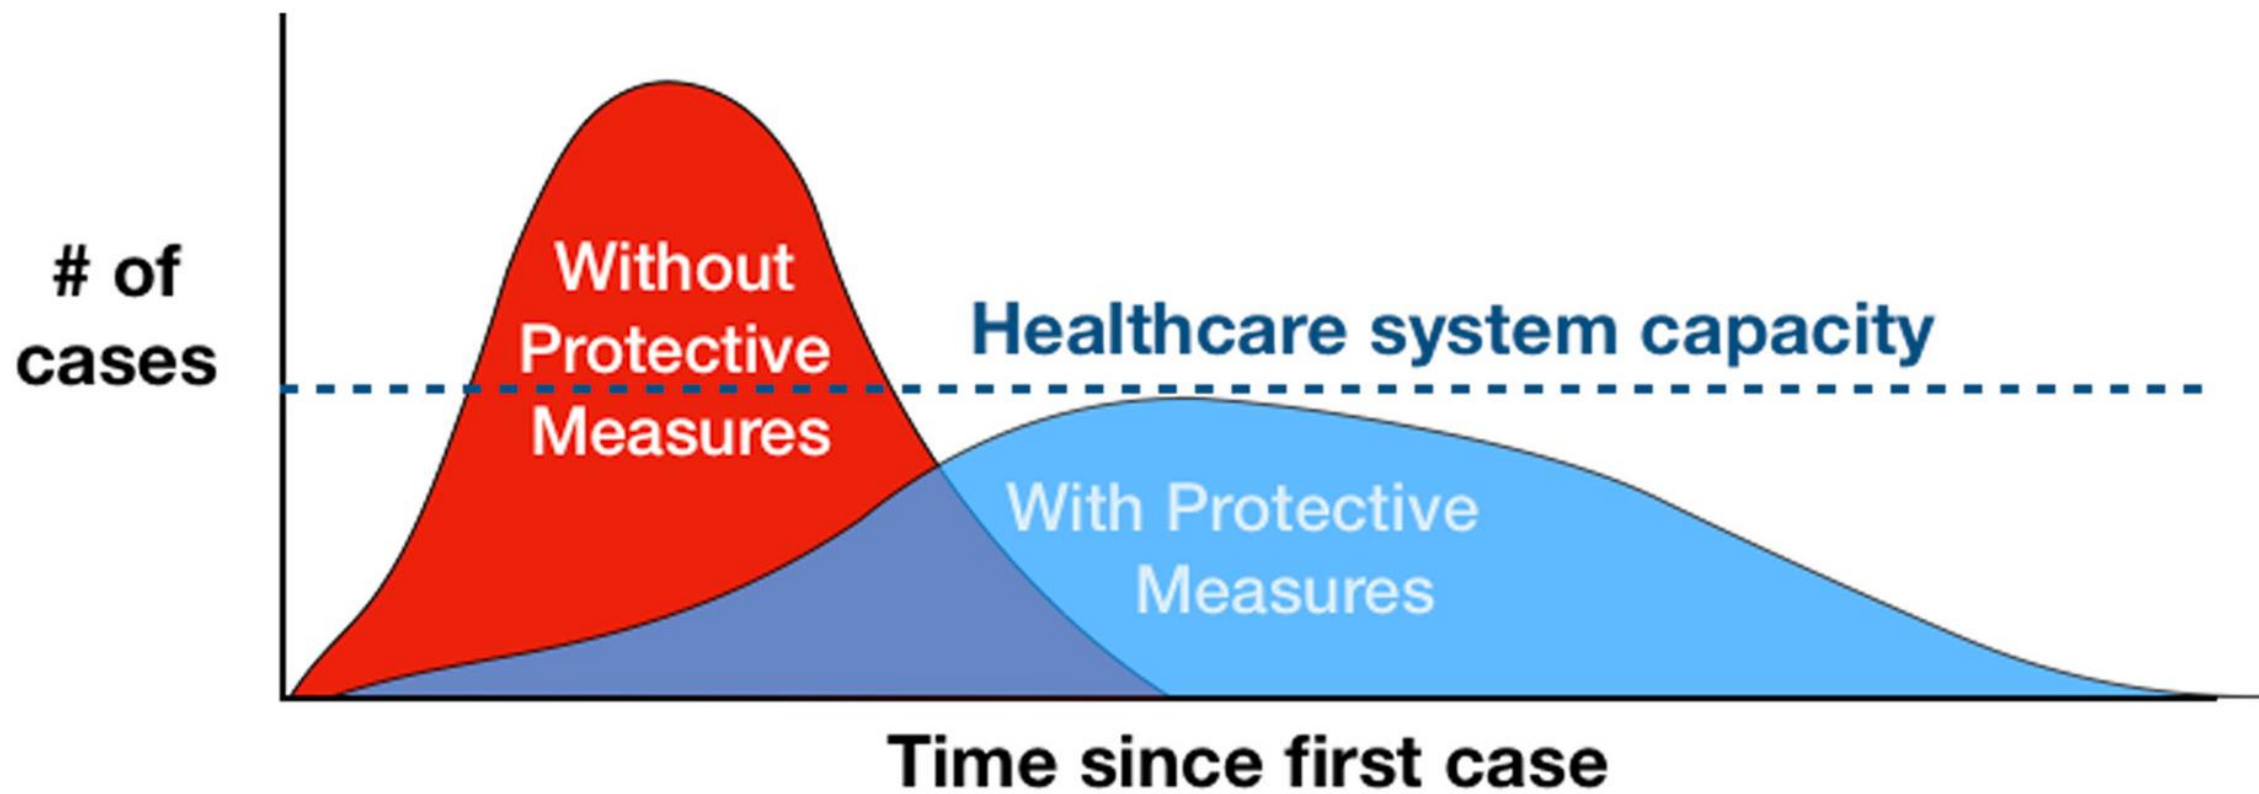 # of
cases
Without
Protective
Measures
Healthcare system capacity
With Protective
Measures
Time since first case